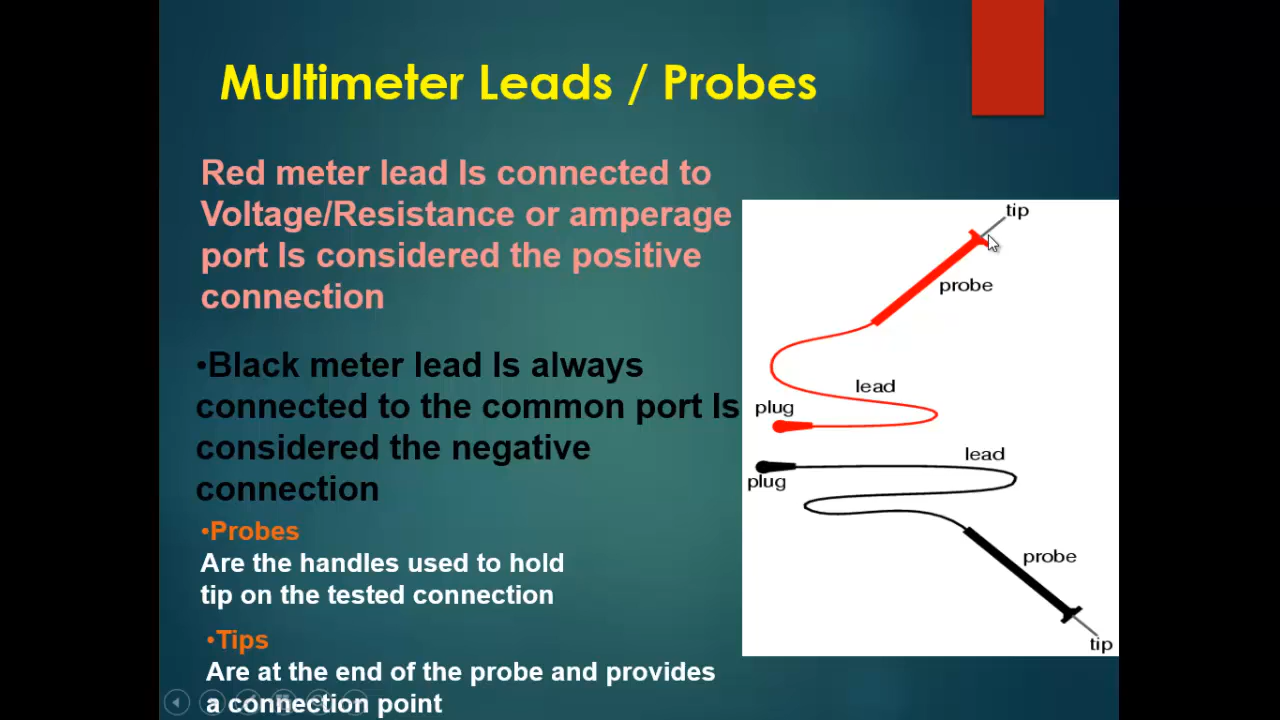 Multimeter Leads / Probes
Red meter lead Is connected to
Voltage/Resistance or amperage
port Is considered the positive
connection
•Black meter lead Is always
connected to the common port Is
considered the negative
connection
•Probes
Are the handles used to hold
tip on the tested connection
•Tips
Are at the end of the probe and provides
a connection point
tip
probe
lead
plug
lead
plug
probe
tip